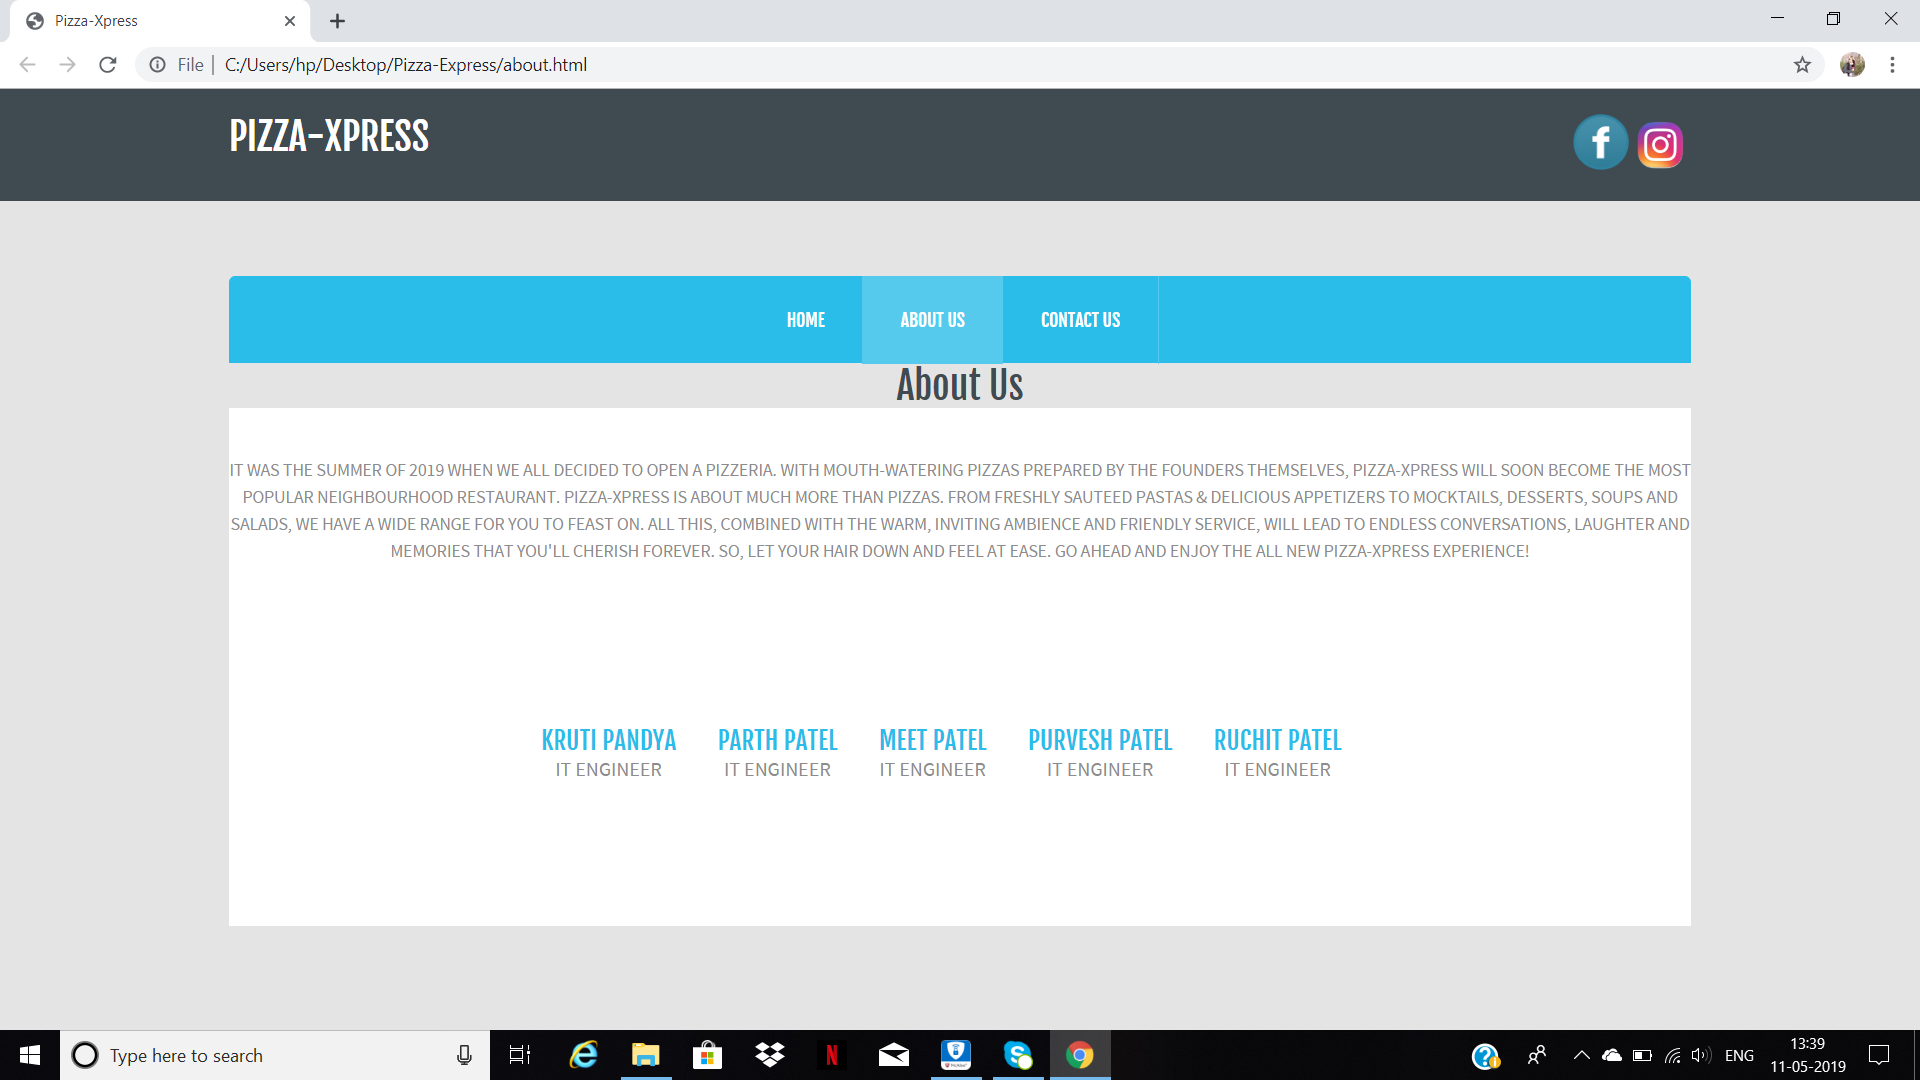 Pizza-Xpress
File
C:/Users/hp/Desktop/Pizza-Express/about.html
PIZZA-XPRESS
HOME
ABOUT US
CONTACT US
About Us
IT WAS THE SUMMER OF 2019 WHEN WE ALL DECIDED TO OPEN A PIZZERIA. WITH MOUTH-WATERING PIZZAS PREPARED BY THE FOUNDERS THEMSELVES, PIZZA-XPRESS WILL SOON BECOME THE MOST
POPULAR NEIGHBOURHOOD RESTAURANT. PIZZA-XPRESS IS ABOUT MUCH MORE THAN PIZZAS. FROM FRESHLY SAUTEED PASTAS & DELICIOUS APPETIZERS TO MOCKTAILS, DESSERTS, SOUPS AND
SALADS, WE HAVE A WIDE RANGE FOR YOU TO FEAST ON. ALL THIS, COMBINED WITH THE WARM, INVITING AMBIENCE AND FRIENDLY SERVICE, WILL LEAD TO ENDLESS CONVERSATIONS, LAUGHTER AND
MEMORIES THAT YOU'LL CHERISH FOREVER. SO, LET YOUR HAIR DOWN AND FEEL AT EASE. GO AHEAD AND ENJOY THE ALL NEW PIZZA-XPRESS EXPERIENCE!
KRUTI PANDYA
IT ENGINEER
PARTH PATEL
IT ENGINEER
MEET PATEL
IT ENGINEER
PURVESH PATEL
IT ENGINEER
RUCHIT PATEL
IT ENGINEER
Type here to search
ENG
13:39
11-05-2019